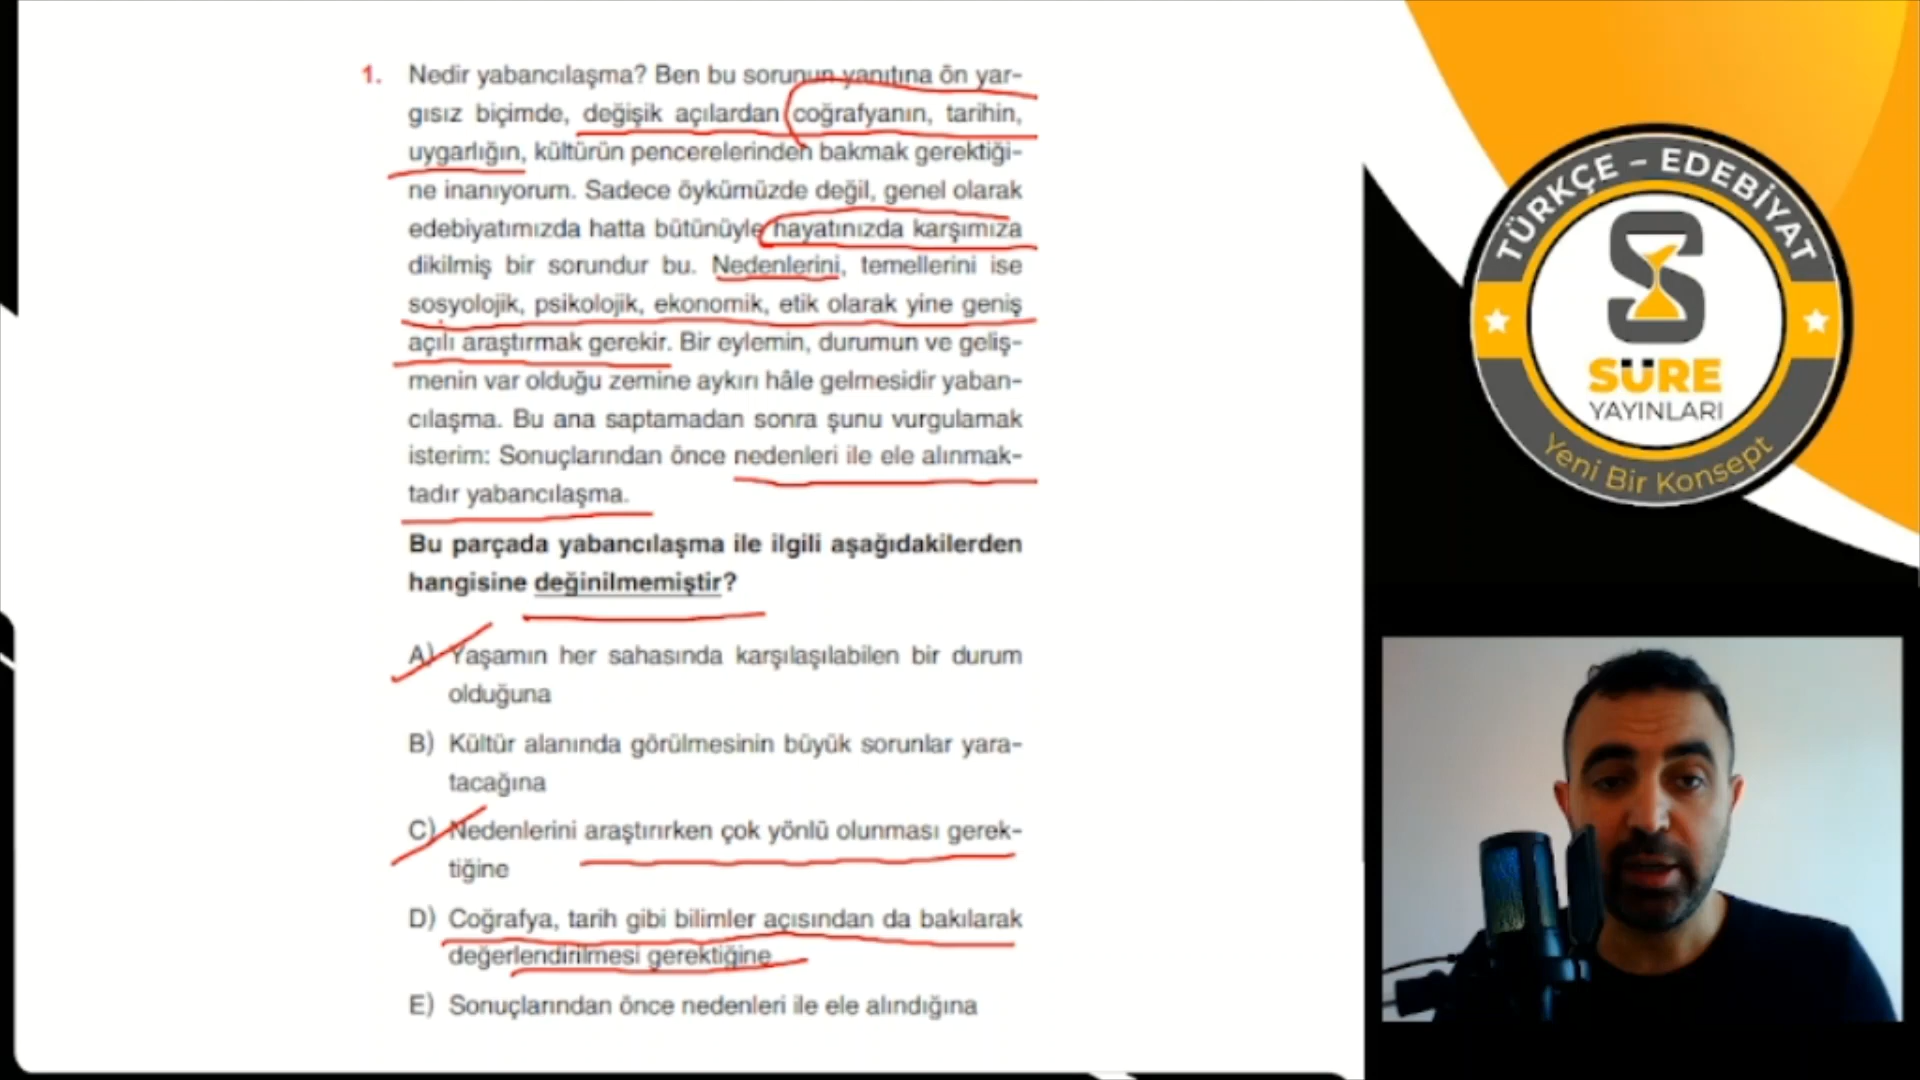 1. Nedir yabancılaşma? Ben bu sorunun yanıtına ön yar-
gısız biçimde, değişik açılardan coğrafyanın, tarihin,
uygarlığın, kültürün pencerelerinden bakmak gerektiği-
ne inanıyorum. Sadece öykümüzde değil, genel olarak
edebiyatımızda hatta bütünüyle hayatınızda karşımıza
dikilmiş bir sorundur bu. Nedenlerini, temellerini ise
sosyolojik, psikolojik, ekonomik, etik olarak yine geniş
açılı araştırmak gerekir. Bir eylemin, durumun ve geliş-
menin var olduğu zemine aykırı hâle gelmesidir yaban-
cılaşma. Bu ana saptamadan sonra şunu vurgulamak
isterim: Sonuçlarından önce nedenleri ile ele alınmak-
tadır yabancılaşma.
Bu parçada yabancılaşma ile ilgili aşağıdakilerden
hangisine değinilmemiştir?
A) Yaşamın her sahasında karşılaşılabilen bir durum
olduğuna
B) Kültür alanında görülmesinin büyük sorunlar yara-
tacağına
C) Nedenlerini araştırırken çok yönlü olunması gerek-
tiğine
D) Coğrafya, tarih gibi bilimler açısından da bakılarak
değerlendirilmesi gerektiğine
E) Sonuçlarından önce nedenleri ile ele alındığına
TÜRKÇE – EDEBİYAT
SÜRE
YAYINLARI
Yeni Bir Konsept